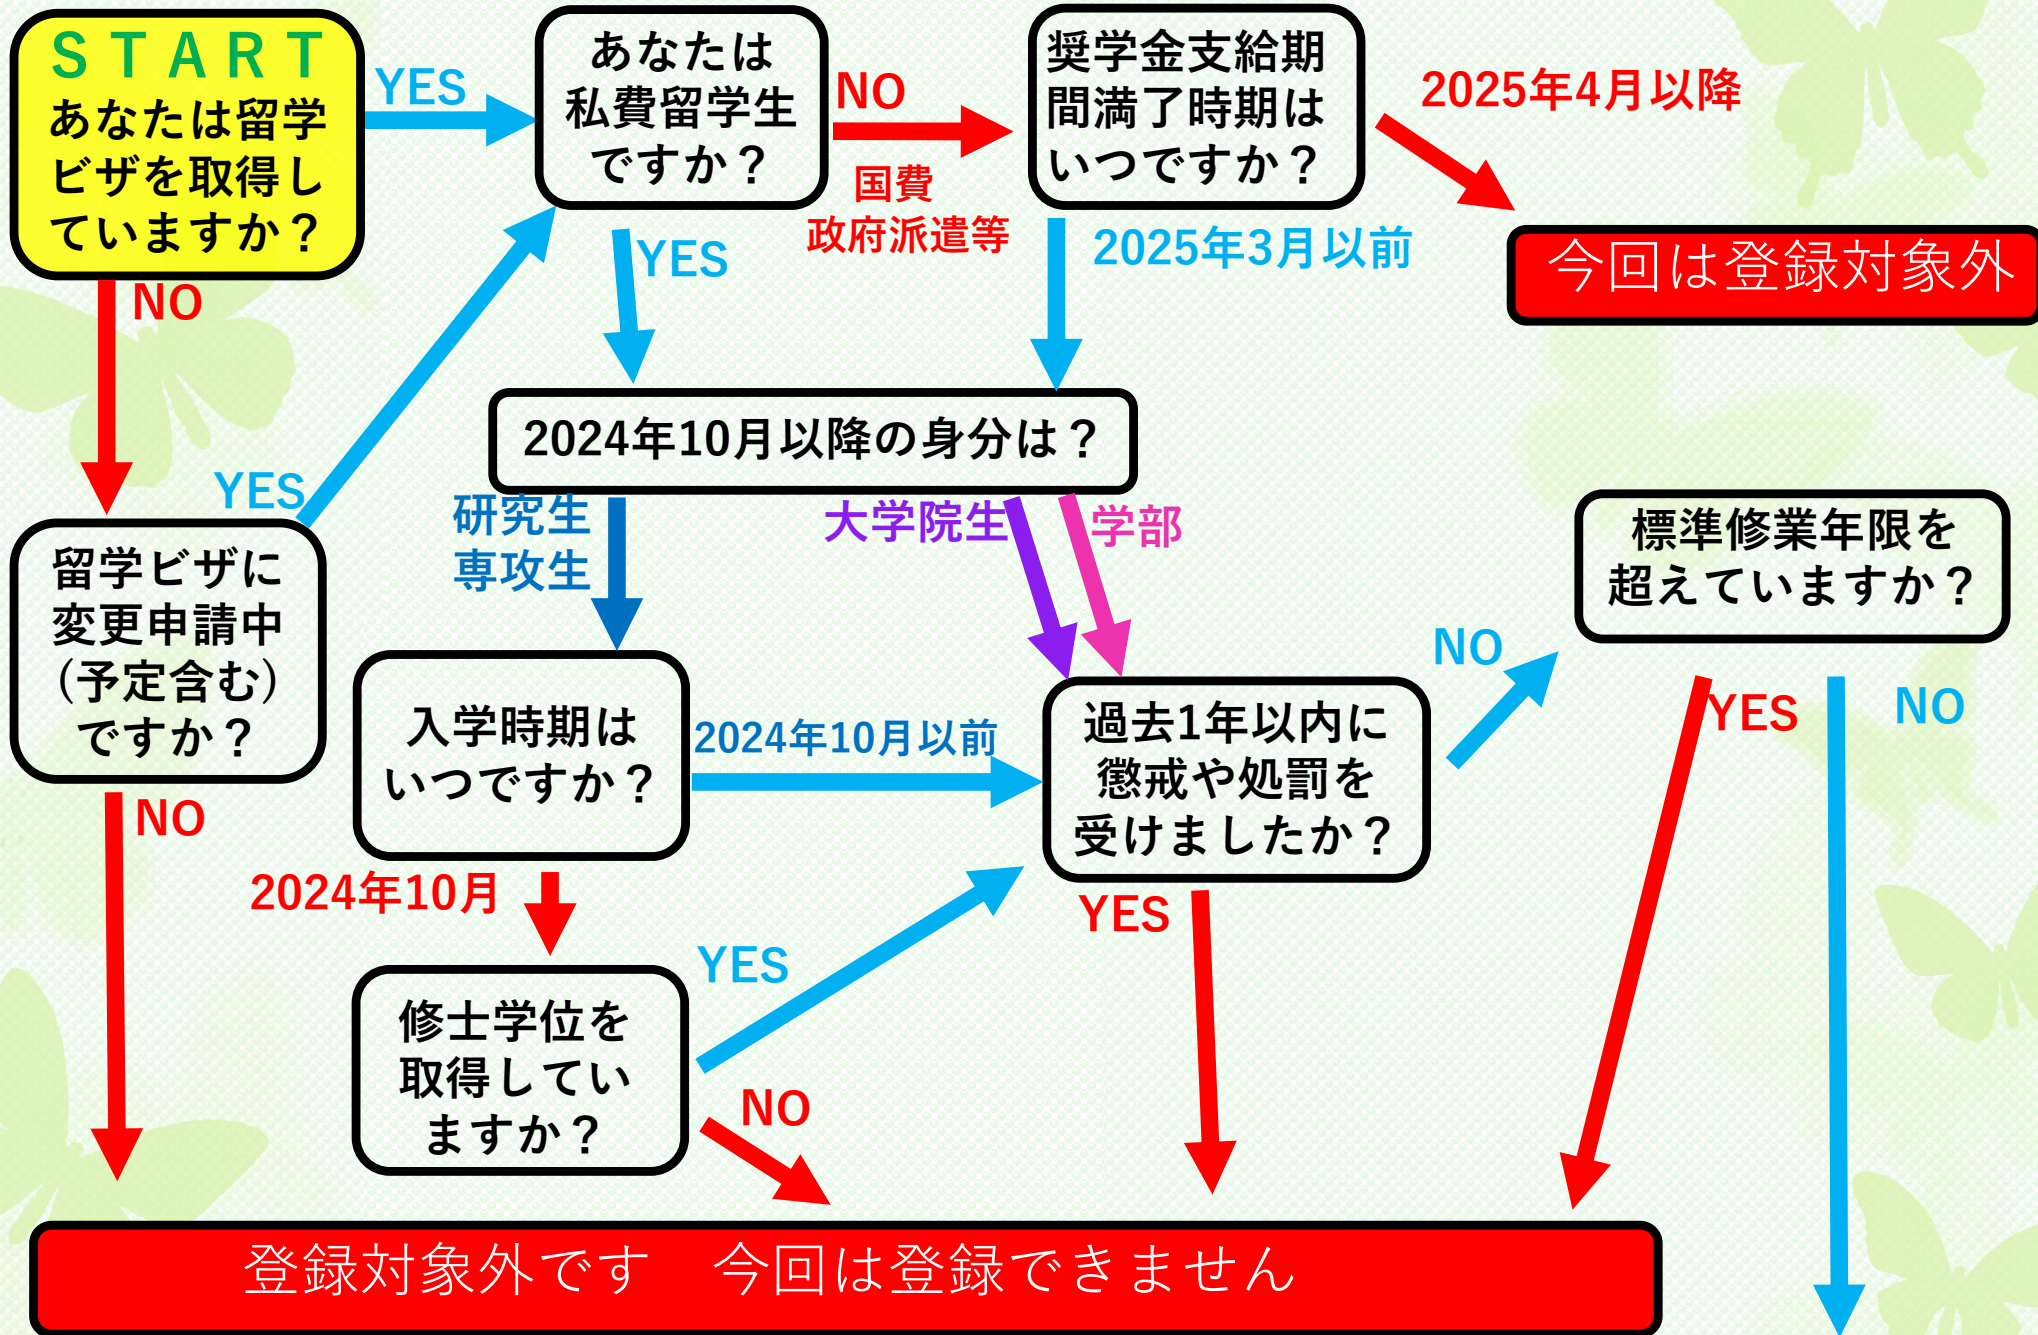 ＳＴＡＲＴ
あなたは留学
ビザを取得し
ていますか？
YES
あなたは
私費留学生
ですか？
NO
国費
政府派遣等
奨学金支給期
間満了時期は
いつですか？
2025年4月以降
今回は登録対象外
NO
YES
2025年3月以前
2024年10月以降の身分は？
YES
留学ビザに
変更申請中
（予定含む）
ですか？
研究生
専攻生
大学院生
学部
標準修業年限を
超えていますか？
入学時期は
いつですか？
2024年10月以前
過去1年以内に
懲戒や処罰を
受けましたか？
NO
YES
NO
NO
2024年10月
YES
YES
修士学位を
取得してい
ますか？
NO
登録対象外です　今回は登録できません